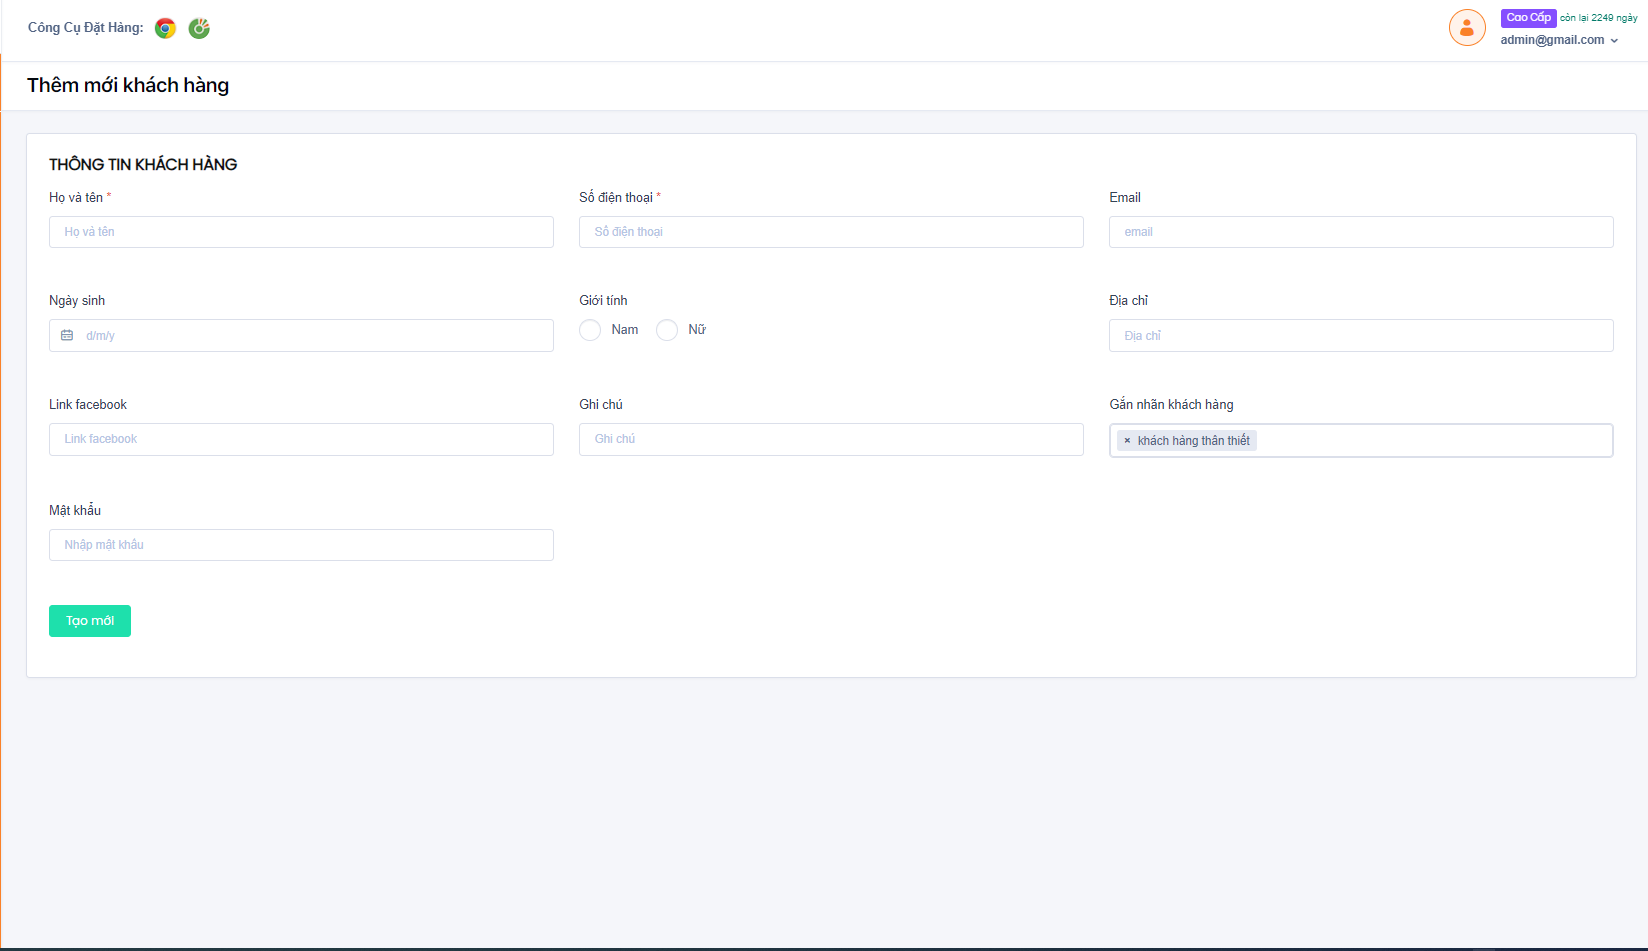 Công Cụ Đặt Hàng:
Cao Cấp còn lại 2249 ngày
admin@gmail.com
Thêm mới khách hàng
THÔNG TIN KHÁCH HÀNG
Họ và tên *
Số điện thoại *
Email
Họ và tên
Số điện thoại
email
Ngày sinh
Giới tính
Địa chỉ
d/m/y
Nam
Nữ
Địa chỉ
Link facebook
Ghi chú
Gắn nhãn khách hàng
Link facebook
Ghi chú
× khách hàng thân thiết
Mật khẩu
Nhập mật khẩu
Tạo mới